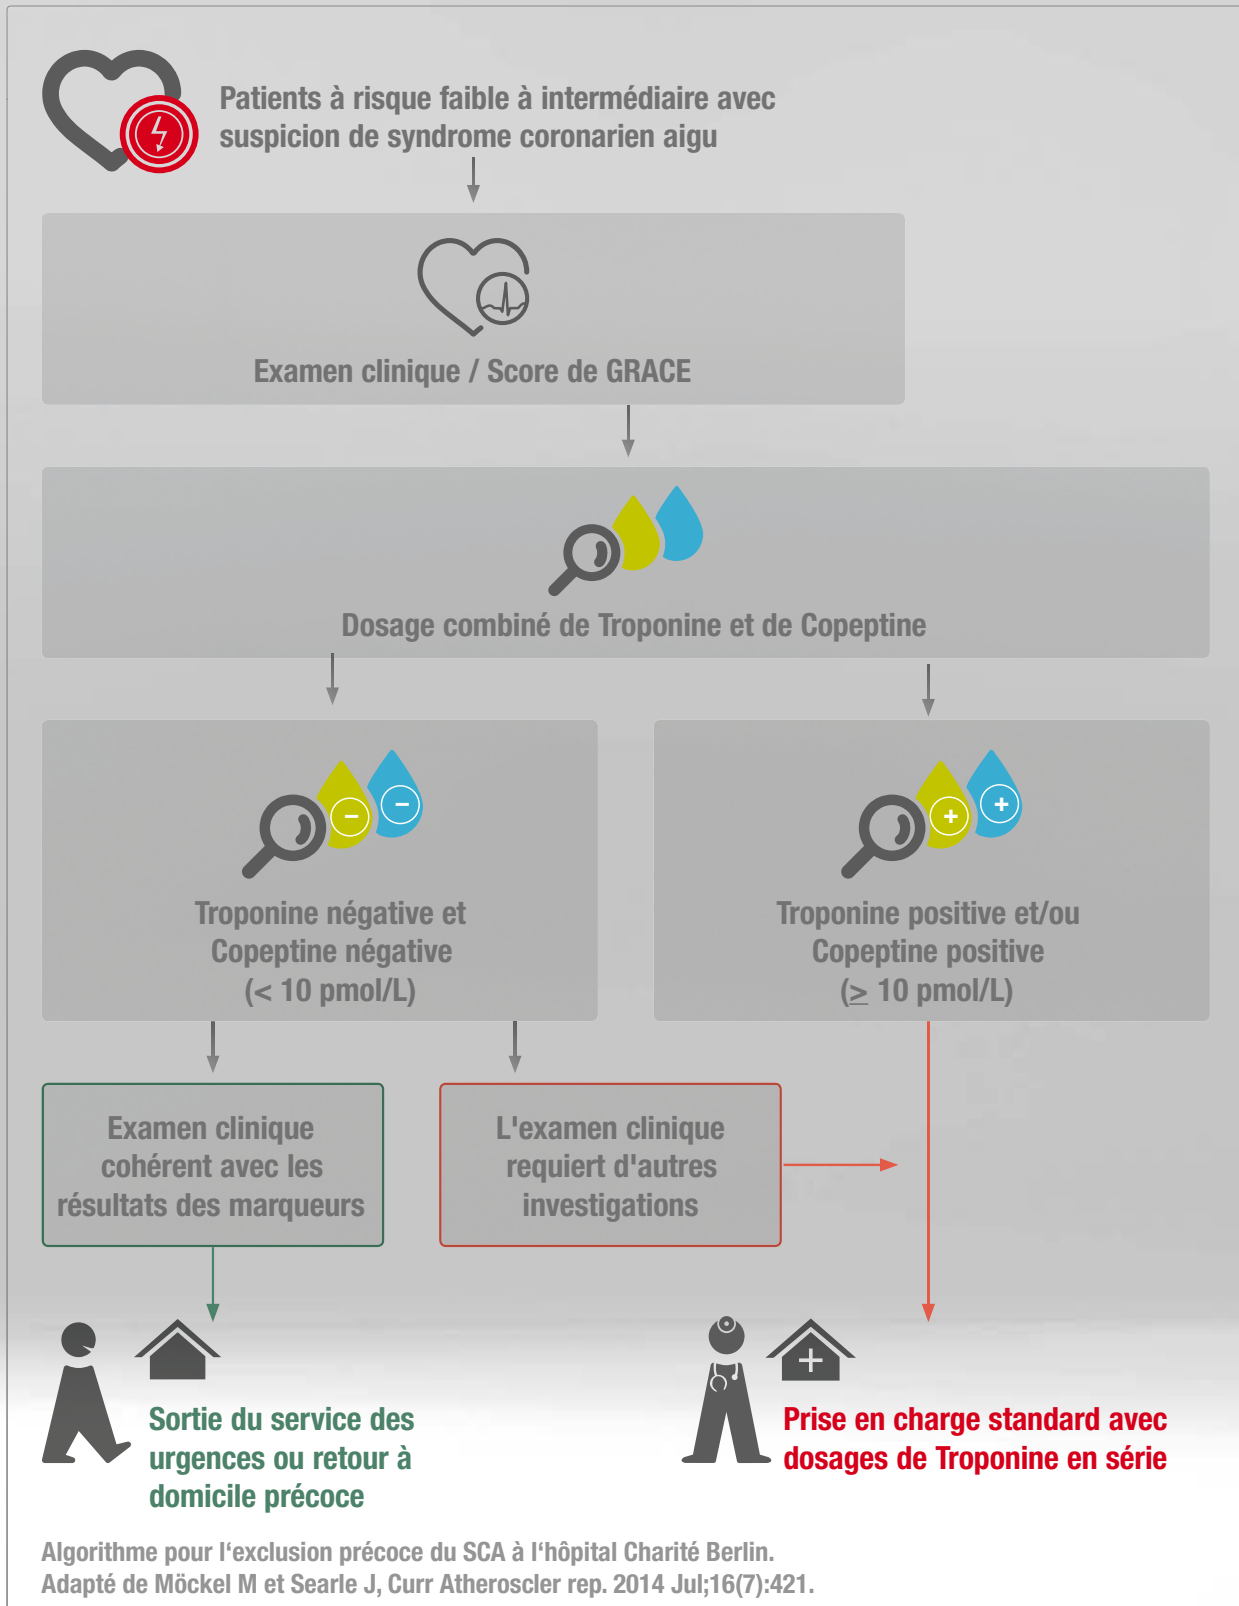 Patients à risque faible à intermédiaire avec
suspicion de syndrome coronarien aigu
Examen clinique / Score de GRACE
Dosage combiné de Troponine et de Copeptine
Troponine négative et
Copeptine négative
(< 10 pmol/L)
Troponine positive et/ou
Copeptine positive
(≥ 10 pmol/L)
Examen clinique
cohérent avec les
résultats des marqueurs
L'examen clinique
requiert d'autres
investigations
Sortie du service des
urgences ou retour à
domicile précoce
Prise en charge standard avec
dosages de Troponine en série
Algorithme pour l‘exclusion précoce du SCA à l‘hôpital Charité Berlin.
Adapté de Möckel M et Searle J, Curr Atheroscler rep. 2014 Jul;16(7):421.